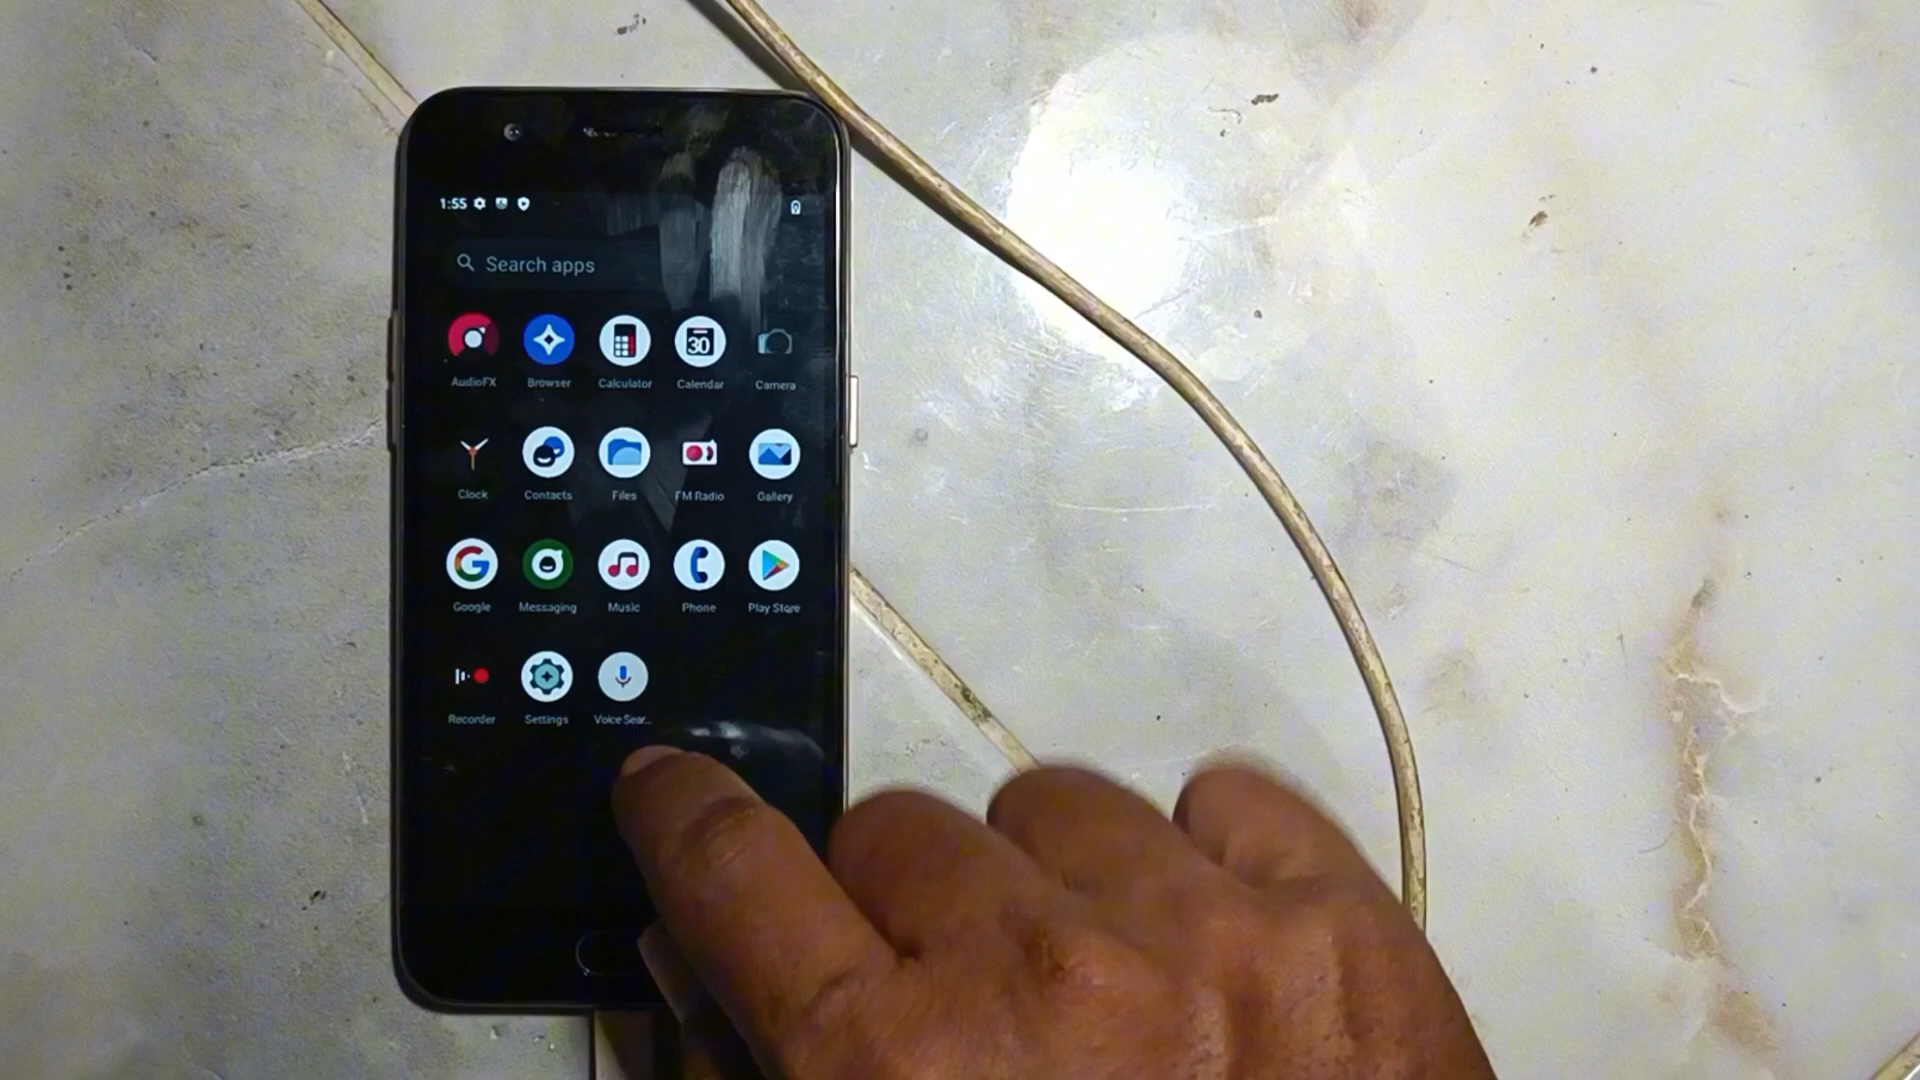 1:55
Search apps
AudioFX Browser Calculator Calendar Camera
30
Clock Contacts Files FM Radio Gallery
Google Messaging Music Phone Play Store
Recorder Settings Voice Sear...